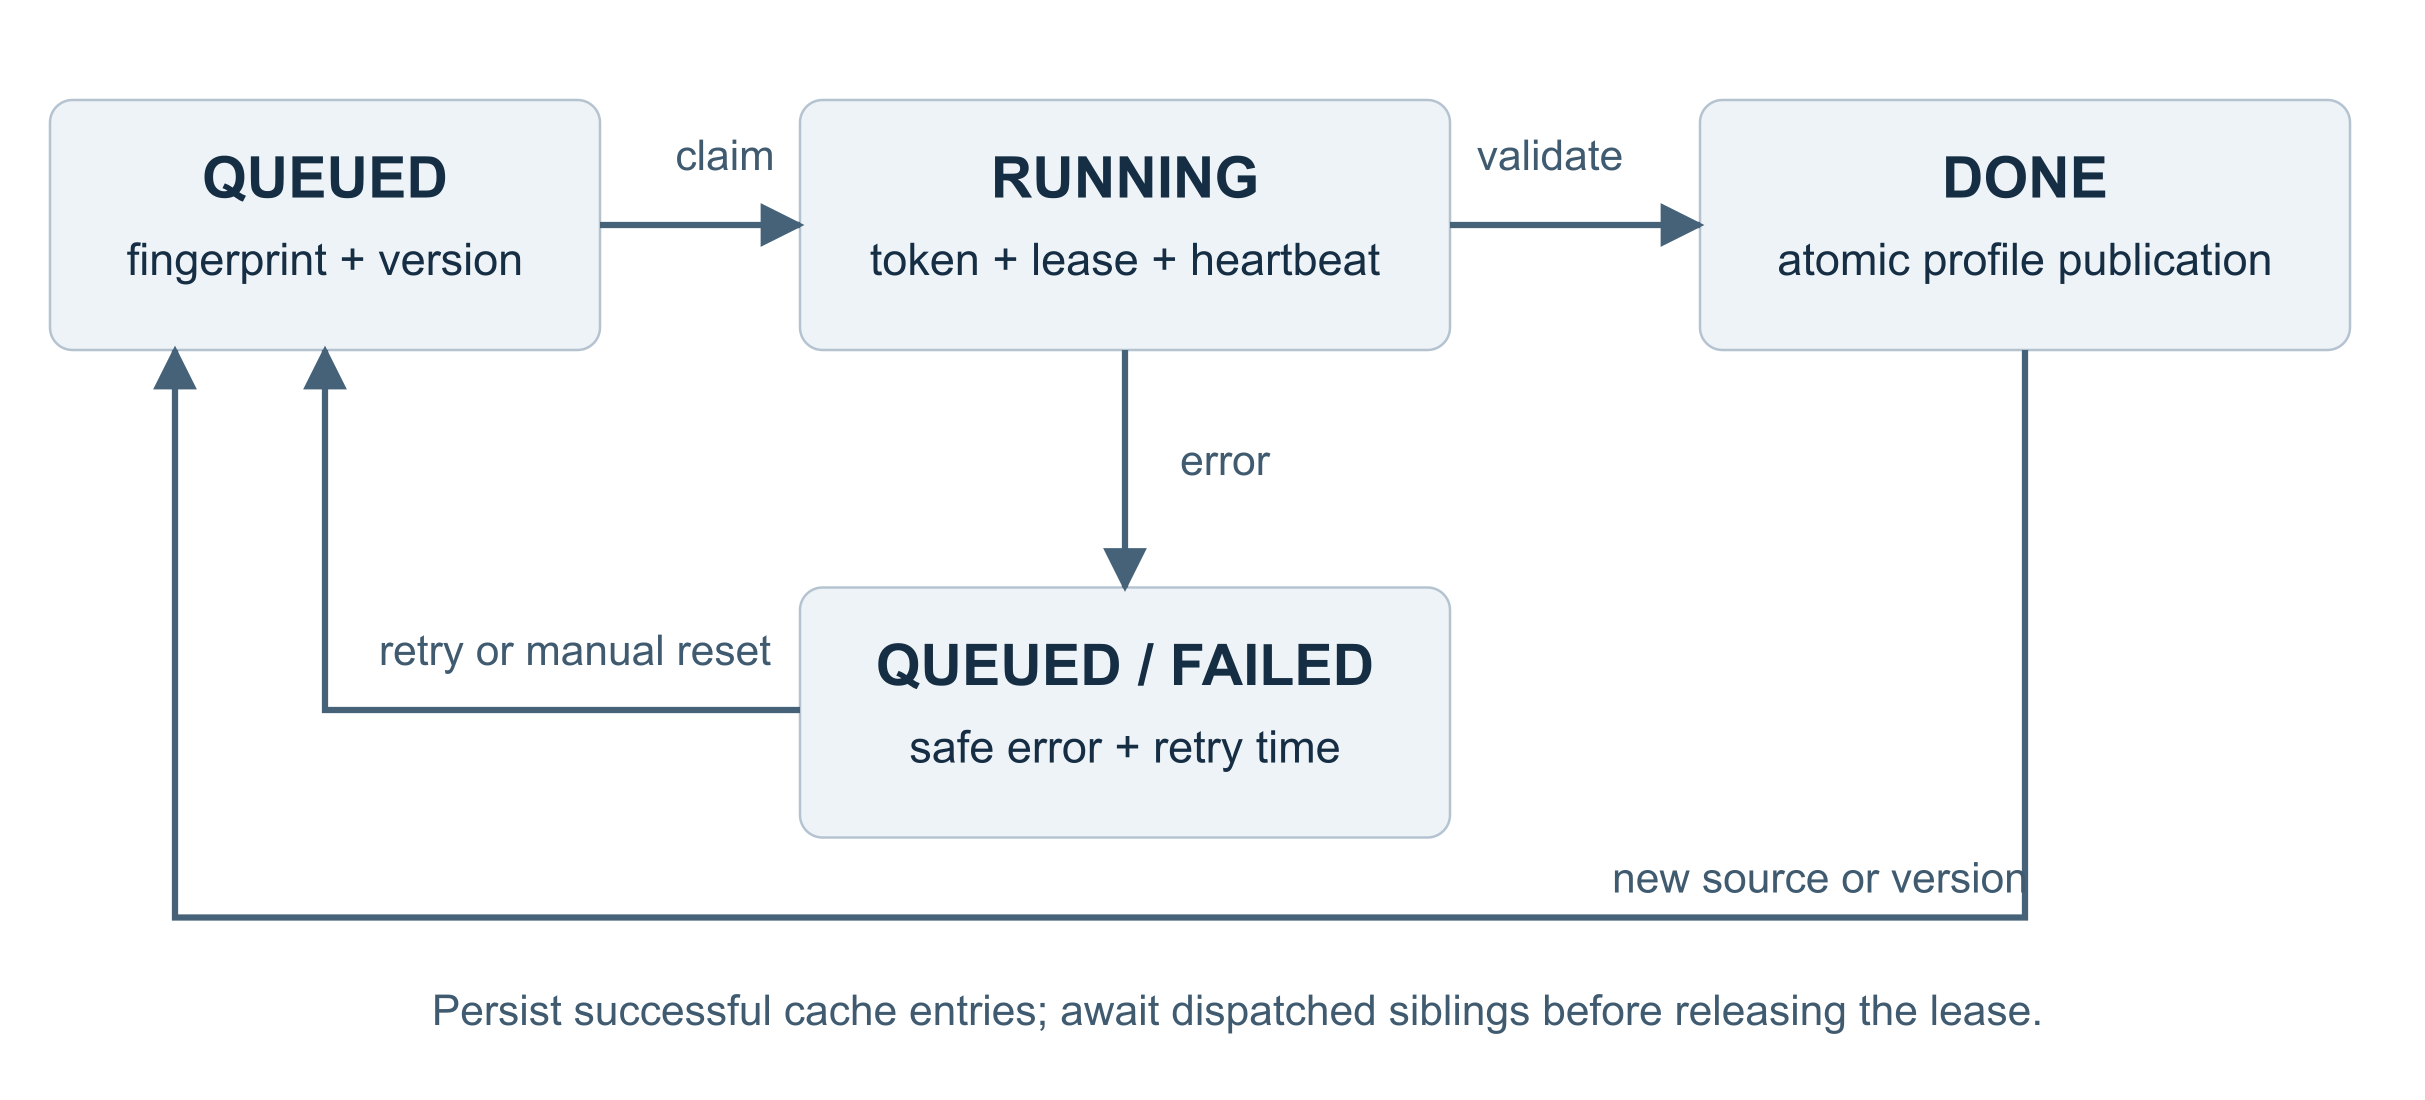 QUEUED
fingerprint + version
claim
RUNNING
token + lease + heartbeat
validate
DONE
atomic profile publication
error
retry or manual reset
QUEUED / FAILED
safe error + retry time
new source or version
Persist successful cache entries; await dispatched siblings before releasing the lease.